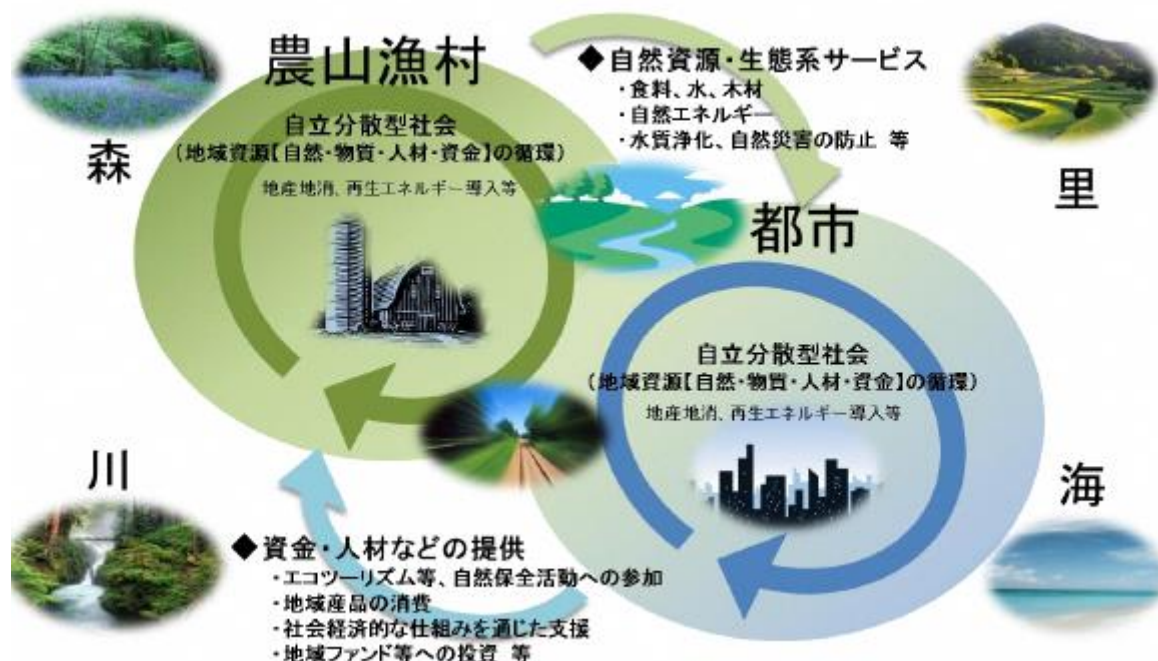 農山漁村
◆自然資源・生態系サービス
・食料、水、木材
・自然エネルギー
・水質浄化、自然災害の防止 等
森
自立分散型社会
(地域資源【自然・物質・人材・資金】の循環)
地産地消、再生エネルギー導入等
里
都市
自立分散型社会
(地域資源【自然・物質・人材・資金】の循環)
地産地消、再生エネルギー導入等
川
海
◆資金・人材などの提供
・エコツーリズム等、自然保全活動への参加
・地域産品の消費
・社会経済的な仕組みを通じた支援
・地域ファンド等への投資 等